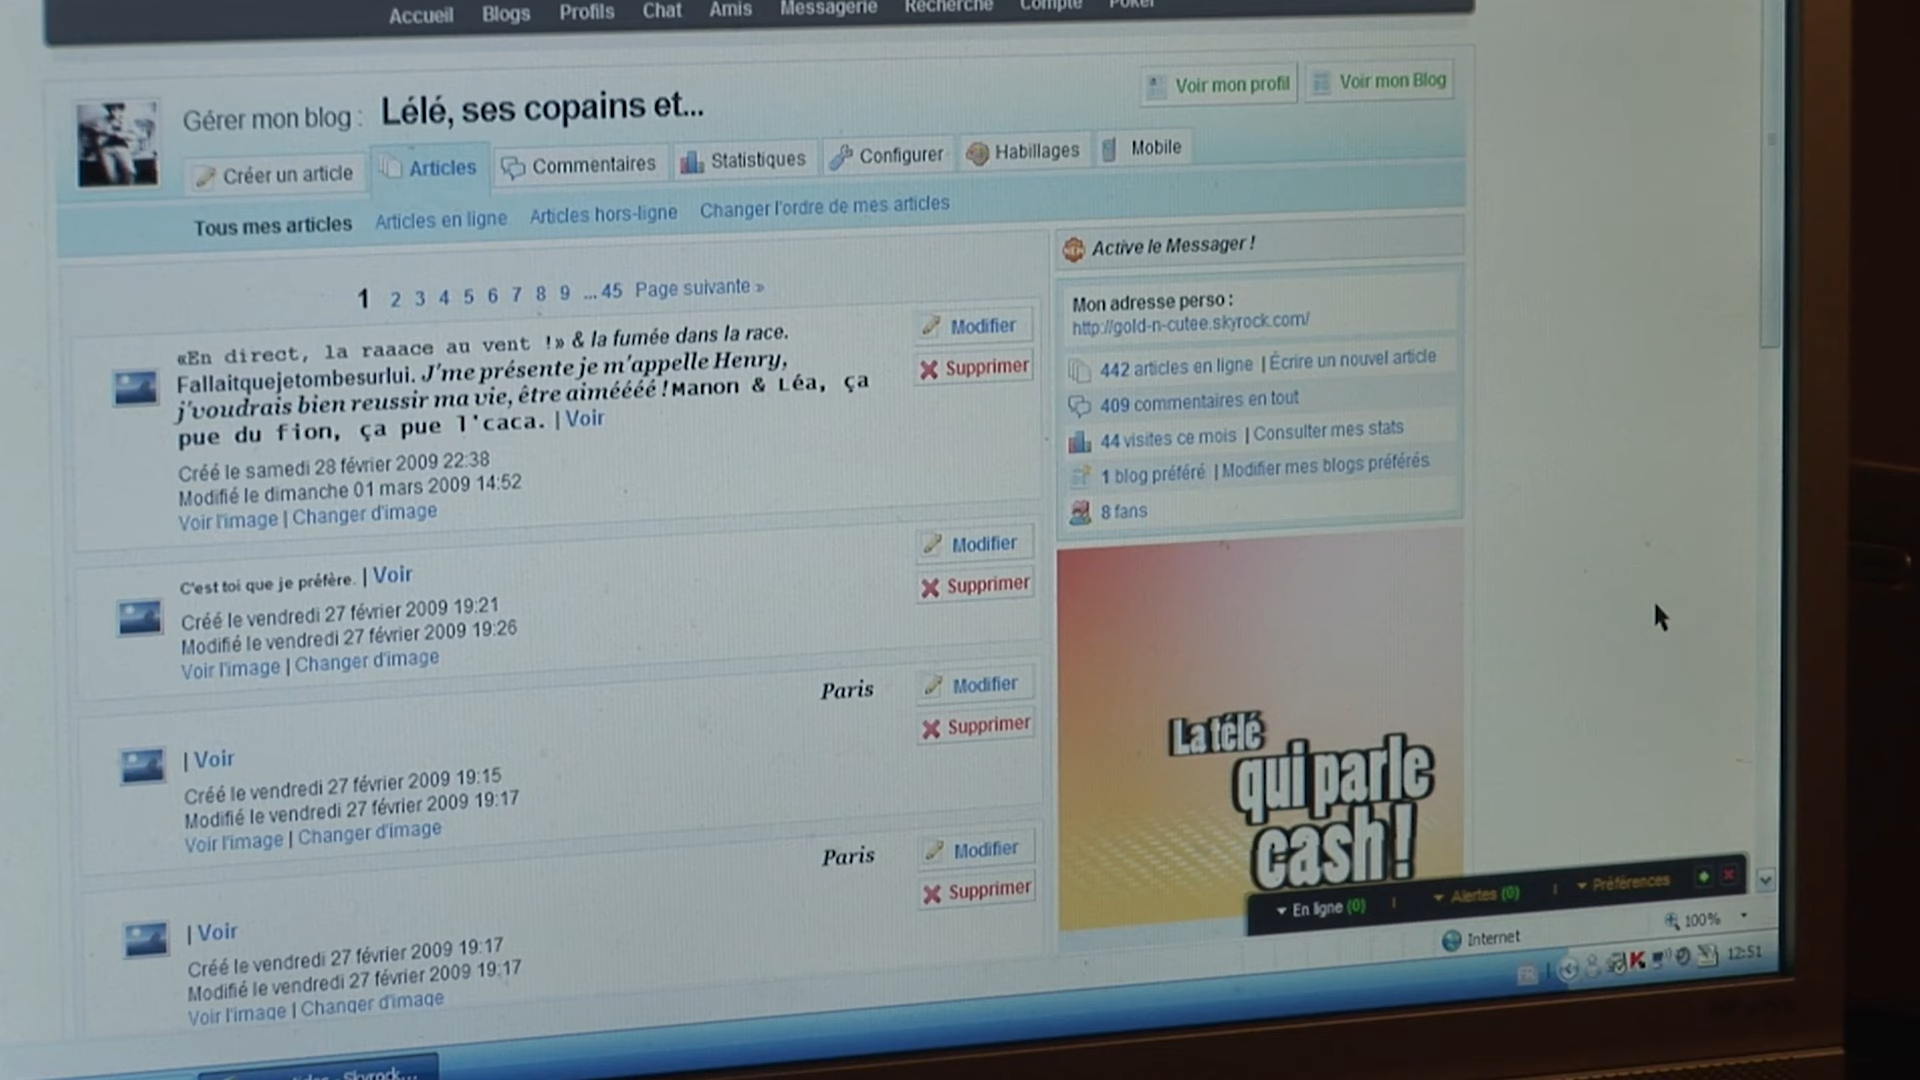 Accueil Blogs Profils Chat Amis Messagerie Recherche Compte Poker
Gérer mon blog : Lélé, ses copains et...
Voir mon profil
Voir mon Blog
Créer un article
Articles
Commentaires
Statistiques
Configurer
Habillages
Mobile
Tous mes articles Articles en ligne Articles hors-ligne Changer l'ordre de mes articles
1 2 3 4 5 6 7 8 9 ... 45 Page suivante »
«En direct, la raaace au vent !» & la fumée dans la race.
Fallaitquejetombesurlui. J'me présente je m'appelle Henry,
j'voudrais bien reussir ma vie, être aiméééé ! Manon & Léa, ça
pue du fion, ça pue l'caca. | Voir
Créé le samedi 28 février 2009 22:38
Modifié le dimanche 01 mars 2009 14:52
Voir l'image | Changer d'image
Modifier
Supprimer
C'est toi que je préfère. | Voir
Créé le vendredi 27 février 2009 19:21
Modifié le vendredi 27 février 2009 19:26
Voir l'image | Changer d'image
Modifier
Supprimer
Paris
| Voir
Créé le vendredi 27 février 2009 19:15
Modifié le vendredi 27 février 2009 19:17
Voir l'image | Changer d'image
Modifier
Supprimer
Paris
| Voir
Créé le vendredi 27 février 2009 19:17
Modifié le vendredi 27 février 2009 19:17
Voir l'image | Changer d'image
Modifier
Supprimer
Active le Messager !
Mon adresse perso :
http://gold-n-cutee.skyrock.com/
442 articles en ligne | Écrire un nouvel article
409 commentaires en tout
44 visites ce mois | Consulter mes stats
1 blog préféré | Modifier mes blogs préférés
8 fans
La télé
qui parle
cash !
En ligne (0) Alertes (0) Préférences
Internet
100%
FR
12:51
Skyrock...